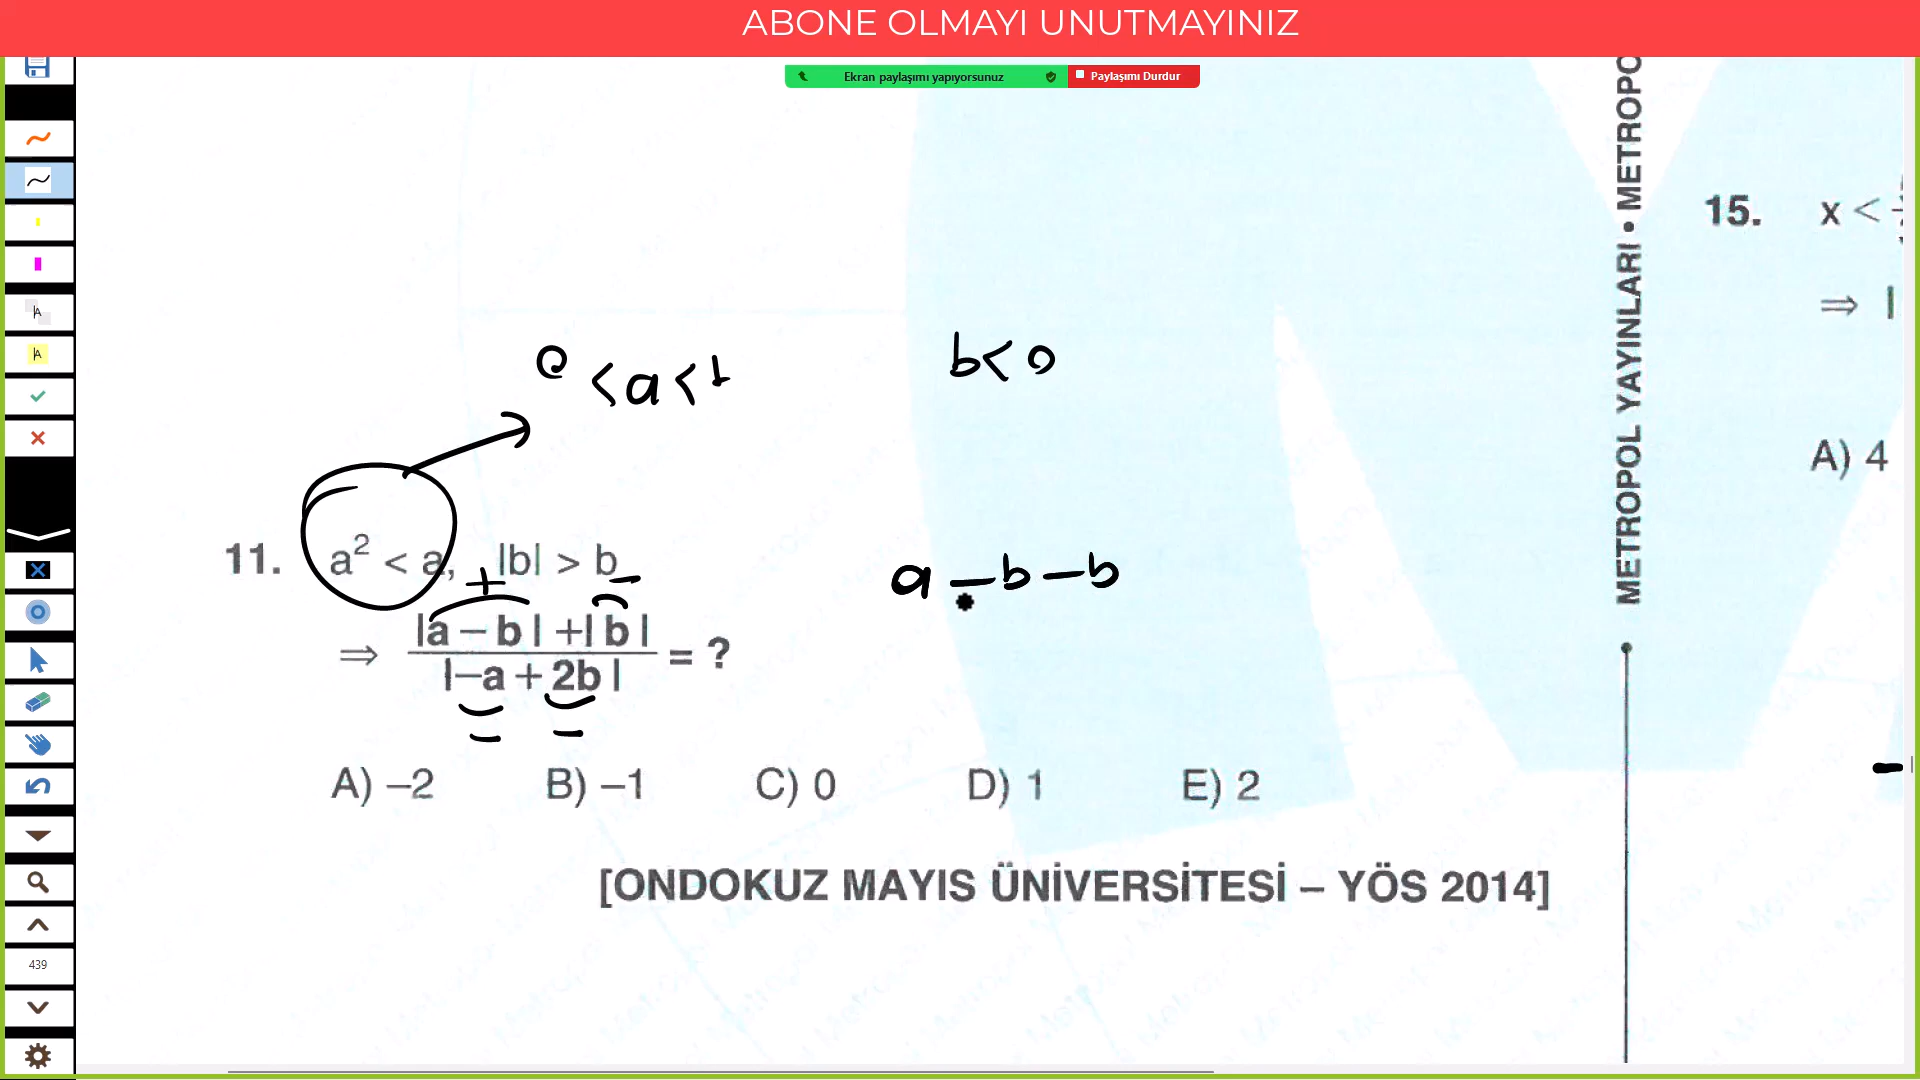 ABONE OLMAYI UNUTMAYINIZ
Ekran paylaşımı yapıyorsunuz
Paylaşımı Durdur
0 < a < 1
b < 0
11. a² < a, |b| > b
+ −
⇒ |a − b| + |b| / |−a + 2b| = ?
− −
a − b − b
A) −2 B) −1 C) 0 D) 1 E) 2
[ONDOKUZ MAYIS ÜNİVERSİTESİ – YÖS 2014]
METROPOL YAYINLARI • METROPO
15. x <
⇒ |
A) 4
439